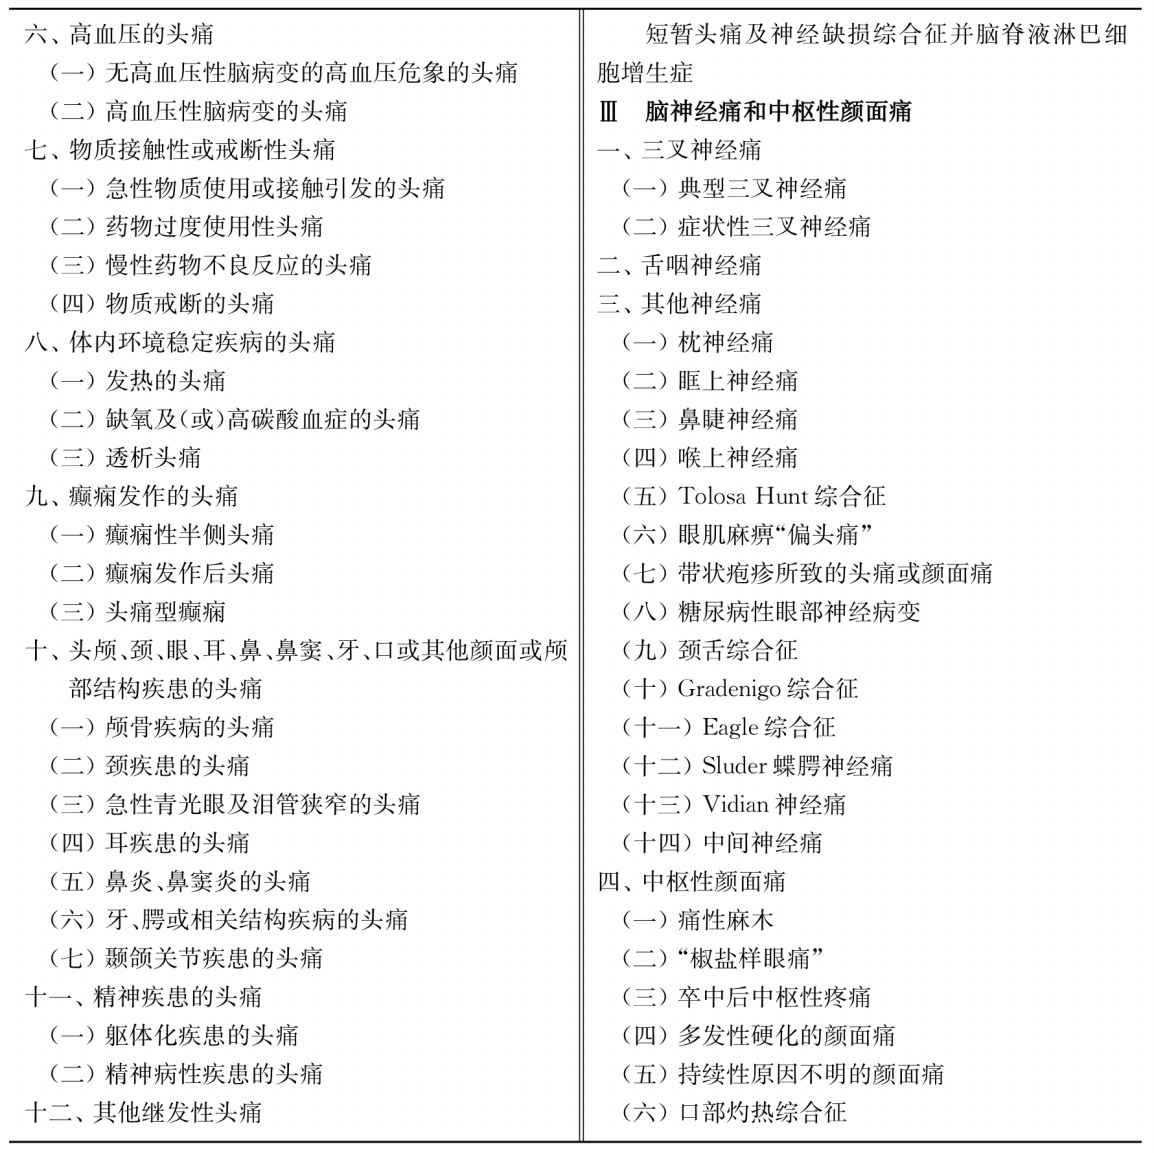 六、高血压的头痛
（一）无高血压性脑病变的高血压危象的头痛
（二）高血压性脑病变的头痛
七、物质接触性或戒断性头痛
（一）急性物质使用或接触引发的头痛
（二）药物过度使用性头痛
（三）慢性药物不良反应的头痛
（四）物质戒断的头痛
八、体内环境稳定疾病的头痛
（一）发热的头痛
（二）缺氧及(或)高碳酸血症的头痛
（三）透析头痛
九、癫痫发作的头痛
（一）癫痫性半侧头痛
（二）癫痫发作后头痛
（三）头痛型癫痫
十、头颅、颈、眼、耳、鼻、鼻窦、牙、口或其他颜面或颅
部结构疾患的头痛
（一）颅骨疾病的头痛
（二）颈疾患的头痛
（三）急性青光眼及泪管狭窄的头痛
（四）耳疾患的头痛
（五）鼻炎、鼻窦炎的头痛
（六）牙、腭或相关结构疾病的头痛
（七）颞颌关节疾患的头痛
十一、精神疾患的头痛
（一）躯体化疾患的头痛
（二）精神病性疾患的头痛
十二、其他继发性头痛
短暂头痛及神经缺损综合征并脑脊液淋巴细
胞增生症
Ⅲ 脑神经痛和中枢性颜面痛
一、三叉神经痛
（一）典型三叉神经痛
（二）症状性三叉神经痛
二、舌咽神经痛
三、其他神经痛
（一）枕神经痛
（二）眶上神经痛
（三）鼻睫神经痛
（四）喉上神经痛
（五）Tolosa Hunt 综合征
（六）眼肌麻痹“偏头痛”
（七）带状疱疹所致的头痛或颜面痛
（八）糖尿病性眼部神经病变
（九）颈舌综合征
（十）Gradenigo 综合征
（十一）Eagle 综合征
（十二）Sluder 蝶腭神经痛
（十三）Vidian 神经痛
（十四）中间神经痛
四、中枢性颜面痛
（一）痛性麻木
（二）“椒盐样眼痛”
（三）卒中后中枢性疼痛
（四）多发性硬化的颜面痛
（五）持续性原因不明的颜面痛
（六）口部灼热综合征